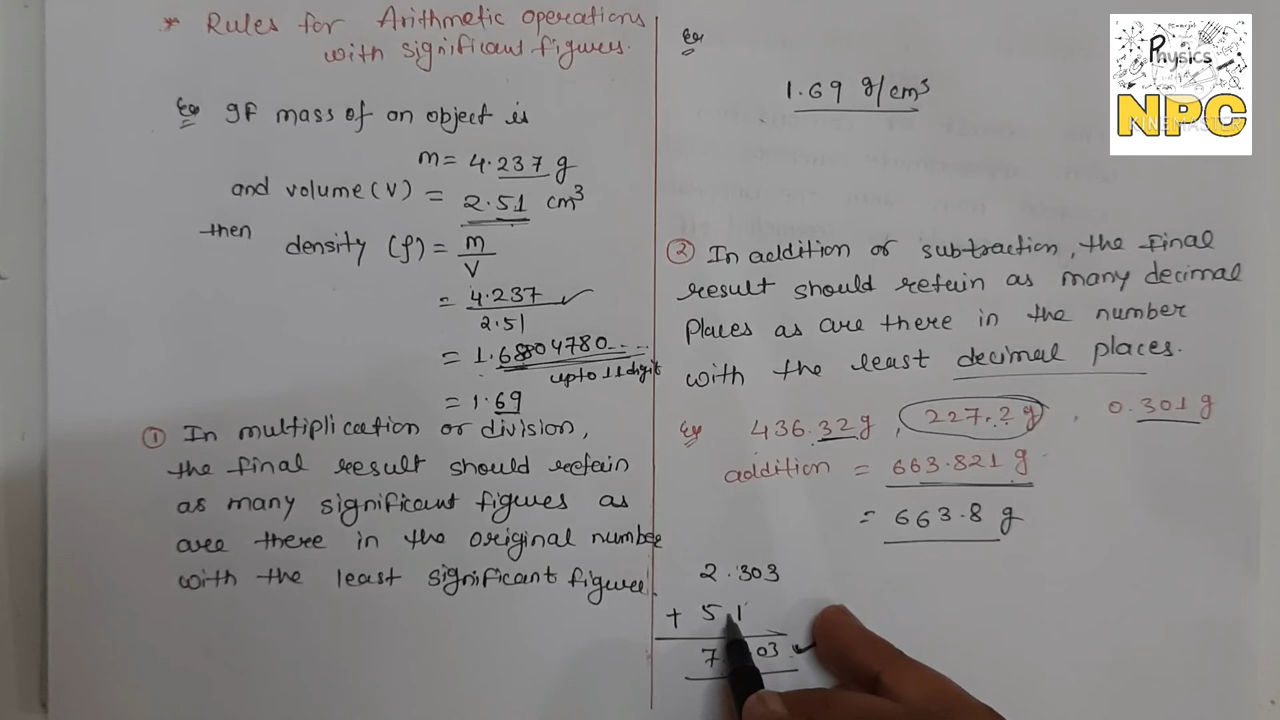 * Rules for Arithmetic operations
with significant figures.
Ex If mass of an object is
m = 4.237 g
and volume (V) = 2.51 cm³
then
density (ρ) = m/V
= 4.237/2.51
= 1.68804780.....
upto 11 digit
= 1.69
① In multiplication or division,
the final result should retain
as many significant figures as
are there in the original number
with the least significant figure.
Ex
1.69 g/cm³
② In addition or subtraction, the final
result should retain as many decimal
Places as are there in the number
with the least decimal places.
Ex 436.32g, 227.2 g, 0.301 g
addition = 663.821 g
= 663.8 g
2.303
+ 5.1
Physics
NPC
KINEMASTER